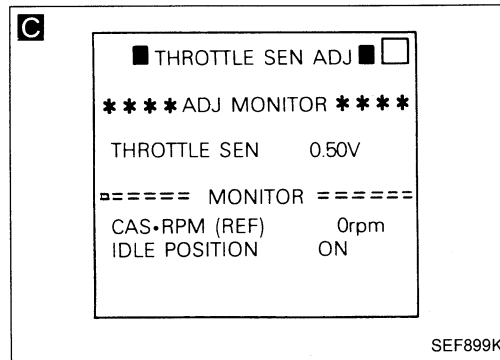 C
■ THROTTLE SEN ADJ ■ □
**** ADJ MONITOR ****
THROTTLE SEN 0.50V
====== MONITOR ======
CAS•RPM (REF) 0rpm
IDLE POSITION ON
SEF899K